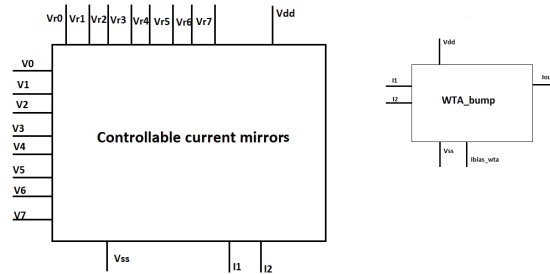 Vr0 Vr1 Vr2 Vr3 Vr4 Vr5 Vr6 Vr7
Vdd
V0
V1
V2
V3
V4
V5
V6
V7
Controllable current mirrors
Vss
I1
I2
Vdd
I1
I2
WTA_bump
Vss
Ibias_wta